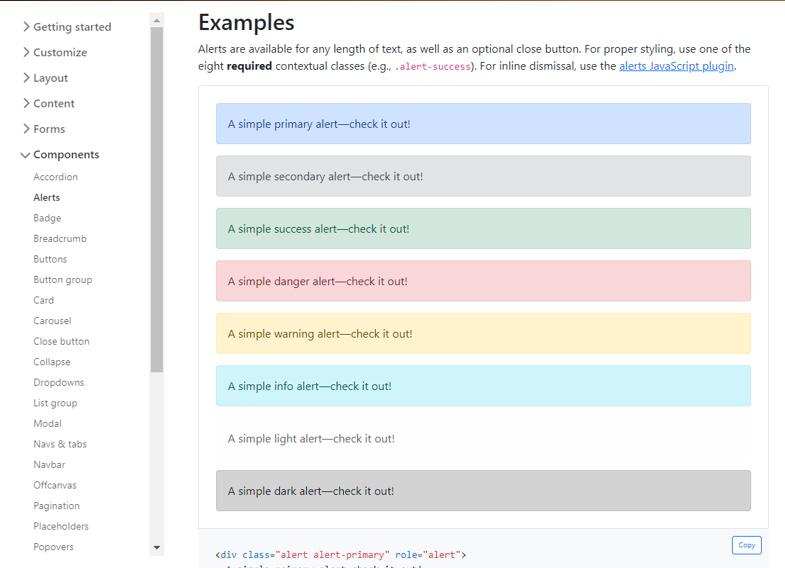 Getting started
Customize
Layout
Content
Forms
Components
Accordion
Alerts
Badge
Breadcrumb
Buttons
Button group
Card
Carousel
Close button
Collapse
Dropdowns
List group
Modal
Navs & tabs
Navbar
Offcanvas
Pagination
Placeholders
Popovers
Examples
Alerts are available for any length of text, as well as an optional close button. For proper styling, use one of the
eight required contextual classes (e.g., .alert-success). For inline dismissal, use the alerts JavaScript plugin.
A simple primary alert—check it out!
A simple secondary alert—check it out!
A simple success alert—check it out!
A simple danger alert—check it out!
A simple warning alert—check it out!
A simple info alert—check it out!
A simple light alert—check it out!
A simple dark alert—check it out!
Copy
<div class="alert alert-primary" role="alert">
A simple primary alert—check it out!